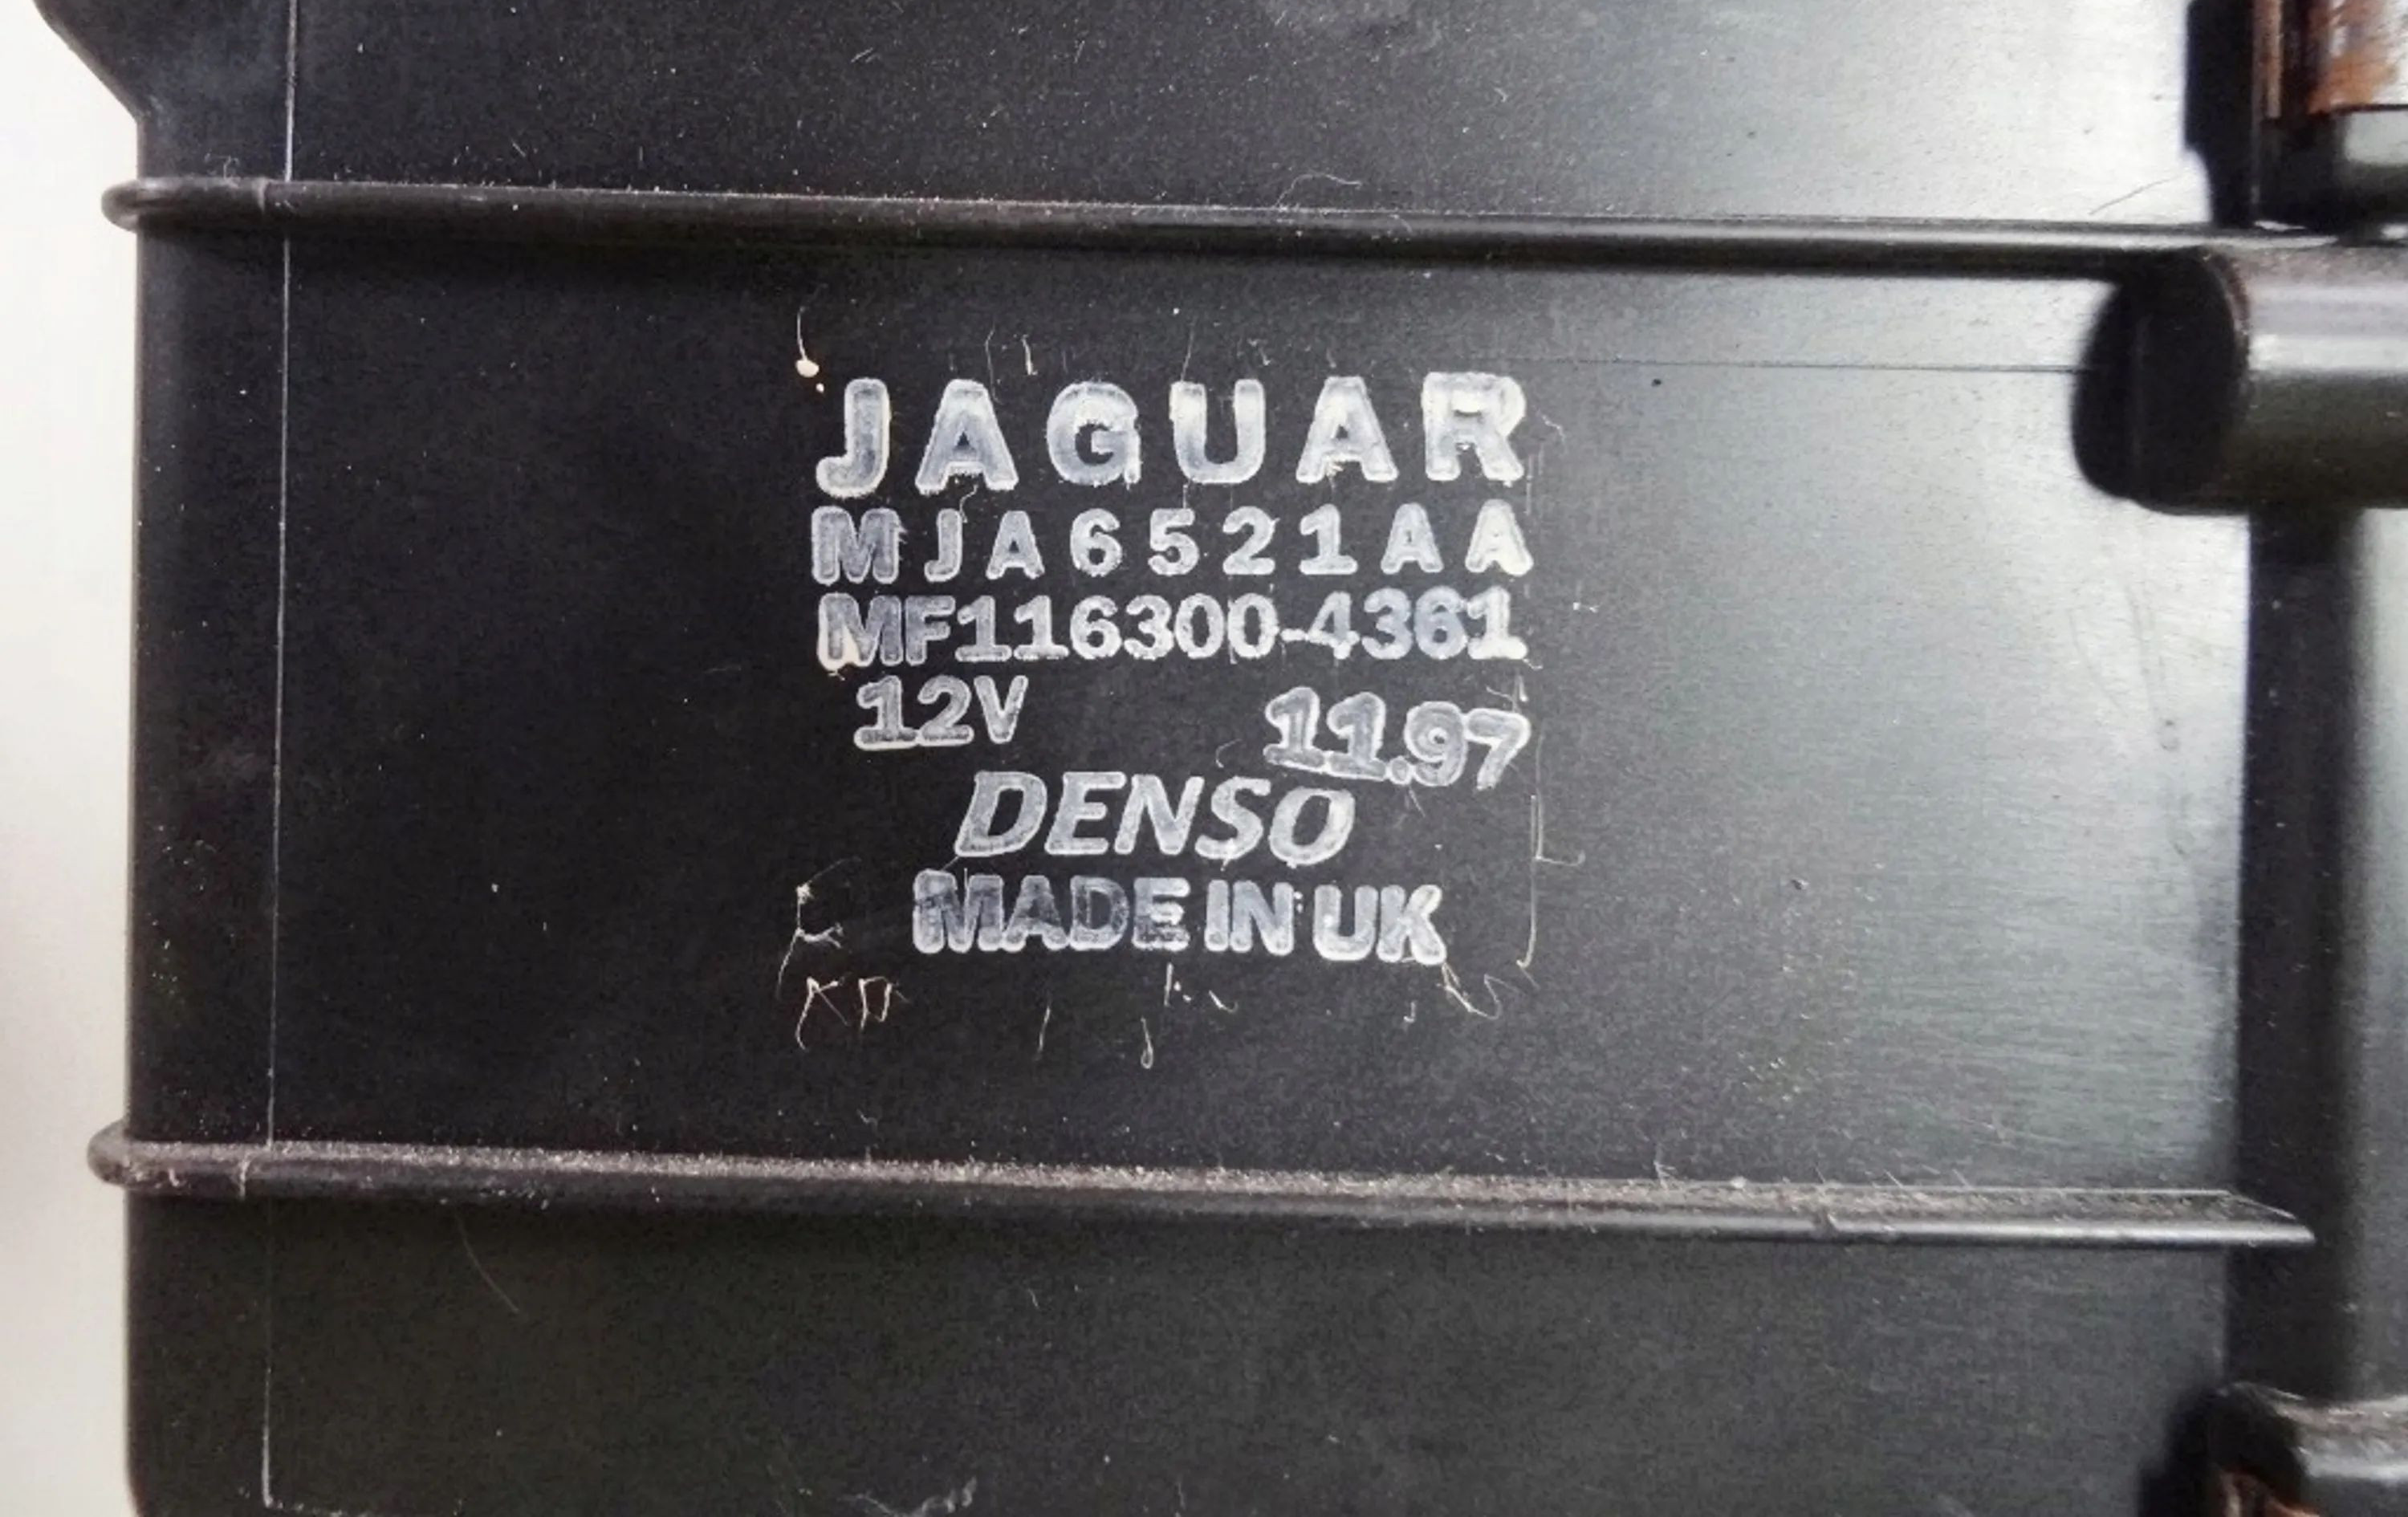 JAGUAR
MJA6521AA
MF116300-4361
12V 11.97
DENSO
MADE IN UK